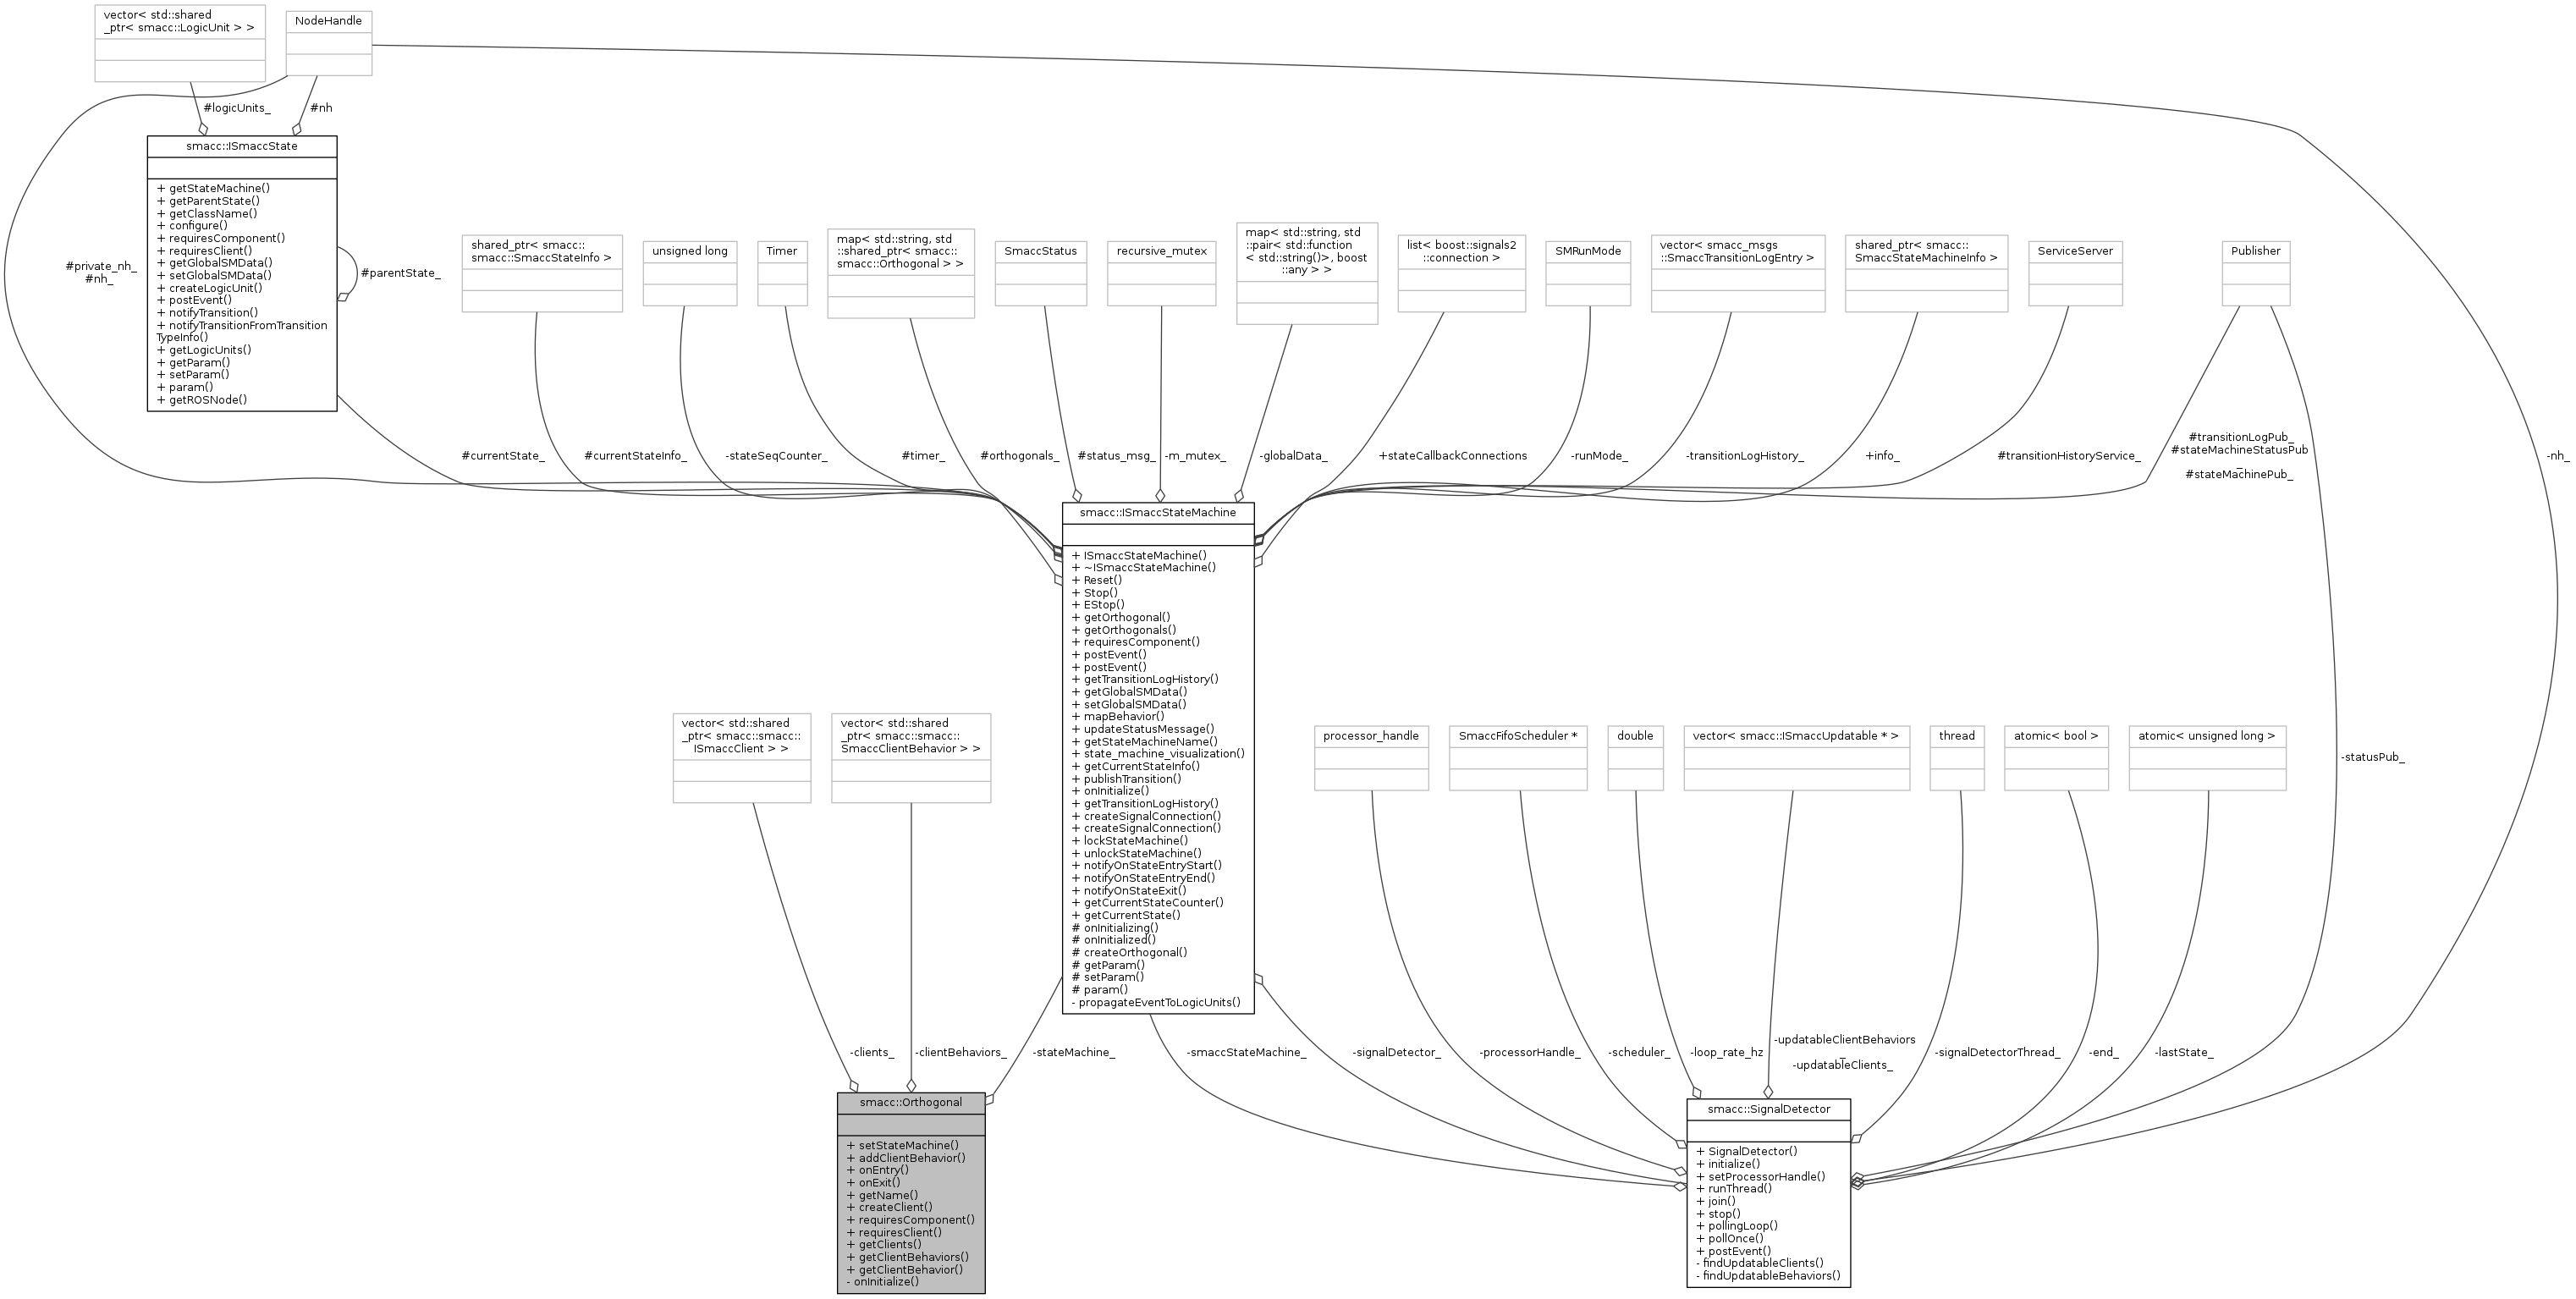 vector< std::shared
_ptr< smacc::LogicUnit > >
NodeHandle
#logicUnits_
#nh
smacc::ISmaccState
+ getStateMachine()
+ getParentState()
+ getClassName()
+ configure()
+ requiresComponent()
+ requiresClient()
+ getGlobalSMData()
+ setGlobalSMData()
+ createLogicUnit()
+ postEvent()
+ notifyTransition()
+ notifyTransitionFromTransition
TypeInfo()
+ getLogicUnits()
+ getParam()
+ setParam()
+ param()
+ getROSNode()
#private_nh_
#nh_
#parentState_
shared_ptr< smacc::
SmaccStateInfo >
unsigned long
Timer
map< std::string, std
::shared_ptr< smacc::
smacc::Orthogonal > >
SmaccStatus
recursive_mutex
map< std::string, std
::pair< std::function
< std::string()>, boost
::any > >
list< boost::signals2
::connection >
SMRunMode
vector< smacc_msgs
::SmaccTransitionLogEntry >
shared_ptr< smacc::
SmaccStateMachineInfo >
ServiceServer
Publisher
#currentState_
#currentStateInfo_
-stateSeqCounter_
#timer_
#orthogonals_
#status_msg_
-m_mutex_
-globalData_
+stateCallbackConnections
-runMode_
-transitionLogHistory_
+info_
#transitionHistoryService_
#transitionLogPub_
#stateMachineStatusPub
_
#stateMachinePub_
-nh_
smacc::ISmaccStateMachine
+ ISmaccStateMachine()
+ ~ISmaccStateMachine()
+ Reset()
+ Stop()
+ EStop()
+ getOrthogonal()
+ getOrthogonals()
+ requiresComponent()
+ postEvent()
+ postEvent()
+ getTransitionLogHistory()
+ getGlobalSMData()
+ setGlobalSMData()
+ mapBehavior()
+ updateStatusMessage()
+ getStateMachineName()
+ state_machine_visualization()
+ getCurrentStateInfo()
+ publishTransition()
+ onInitialize()
+ getTransitionLogHistory()
+ createSignalConnection()
+ createSignalConnection()
+ lockStateMachine()
+ unlockStateMachine()
+ notifyOnStateEntryStart()
+ notifyOnStateEntryEnd()
+ notifyOnStateExit()
+ getCurrentStateCounter()
+ getCurrentState()
# onInitializing()
# onInitialized()
# createOrthogonal()
# getParam()
# setParam()
# param()
- propagateEventToLogicUnits()
vector< std::shared
_ptr< smacc::smacc::
ISmaccClient > >
vector< std::shared
_ptr< smacc::smacc::
SmaccClientBehavior > >
processor_handle
SmaccFifoScheduler *
double
vector< smacc::ISmaccUpdatable * >
thread
atomic< bool >
atomic< unsigned long >
-statusPub_
-clients_
-clientBehaviors_
-stateMachine_
-smaccStateMachine_
-signalDetector_
-processorHandle_
-scheduler_
-loop_rate_hz
-updatableClientBehaviors
_
-updatableClients_
-signalDetectorThread_
-end_
-lastState_
smacc::Orthogonal
+ setStateMachine()
+ addClientBehavior()
+ onEntry()
+ onExit()
+ getName()
+ createClient()
+ requiresComponent()
+ requiresClient()
+ getClients()
+ getClientBehaviors()
+ getClientBehavior()
- onInitialize()
smacc::SignalDetector
+ SignalDetector()
+ initialize()
+ setProcessorHandle()
+ runThread()
+ join()
+ stop()
+ pollingLoop()
+ pollOnce()
+ postEvent()
- findUpdatableClients()
- findUpdatableBehaviors()